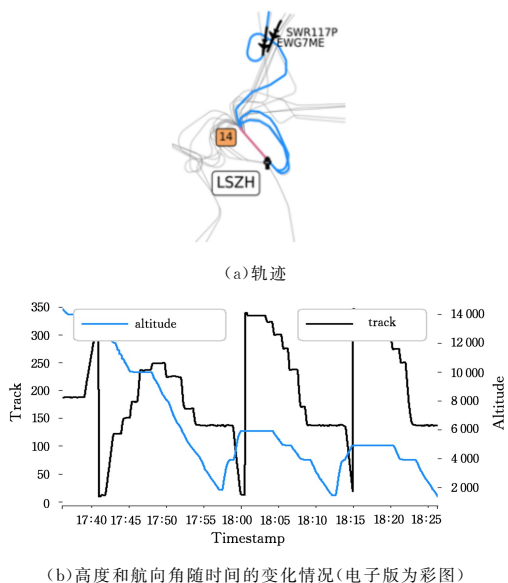 SWR117P
EWG7ME
14
LSZH
(a)轨迹
350
300
250
200
150
100
50
0
Track
altitude
track
14 000
12 000
10 000
8 000
6 000
4 000
2 000
Altitude
17:40 17:45 17:50 17:55 18:00 18:05 18:10 18:15 18:20 18:25
Timestamp
(b)高度和航向角随时间的变化情况(电子版为彩图)